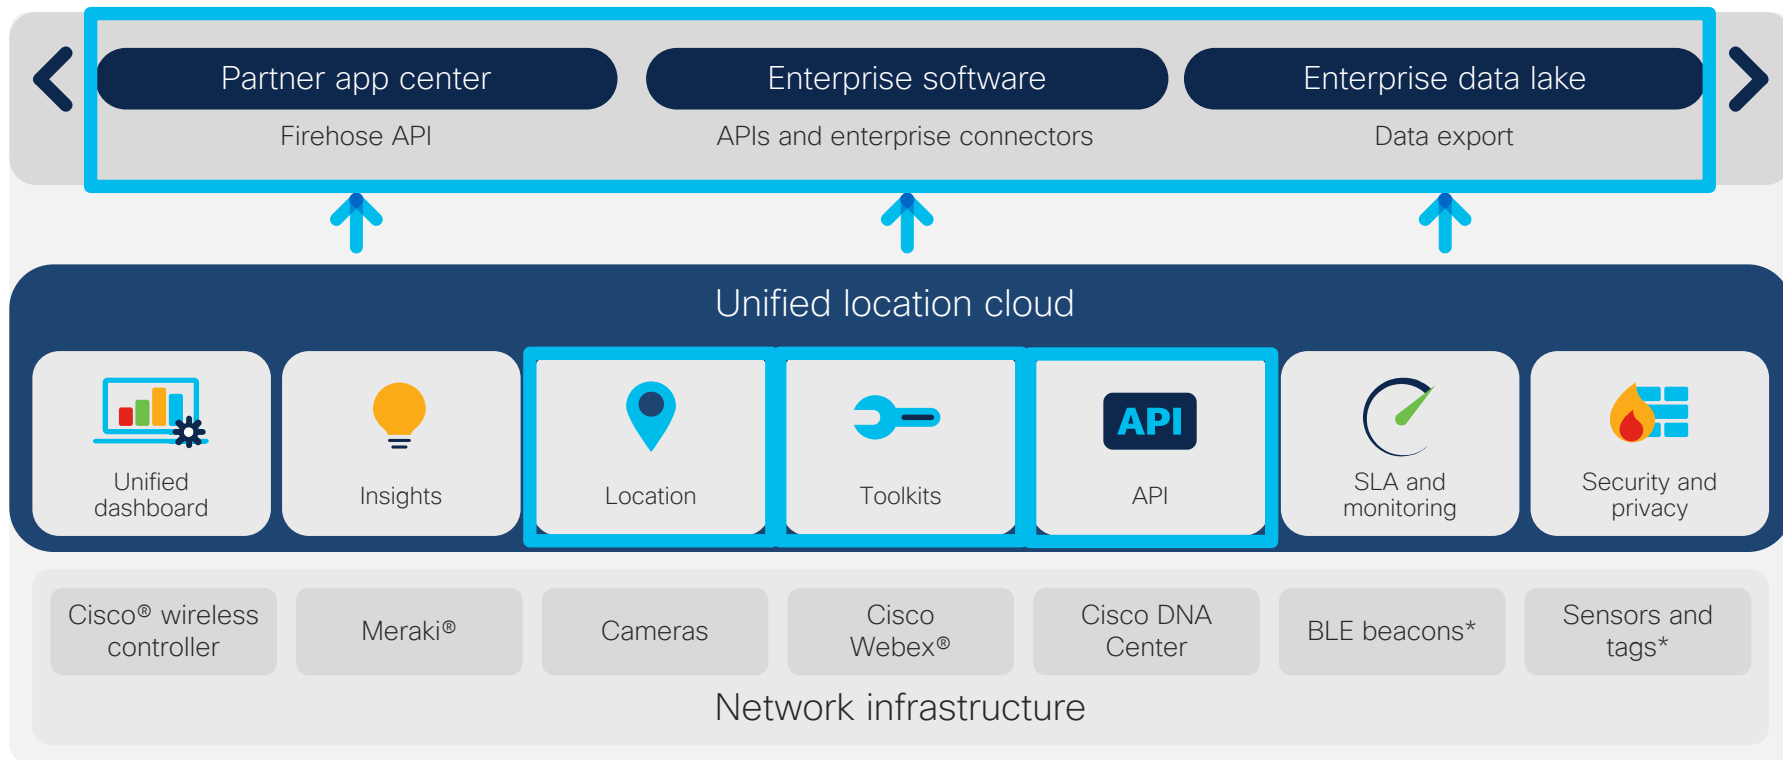 Partner app center
Enterprise software
Enterprise data lake
Firehose API
APIs and enterprise connectors
Data export
Unified location cloud
Unified
dashboard
Insights
Location
Toolkits
API
API
SLA and
monitoring
Security and
privacy
Cisco® wireless
controller
Meraki®
Cameras
Cisco
Webex®
Cisco DNA
Center
BLE beacons*
Sensors and
tags*
Network infrastructure